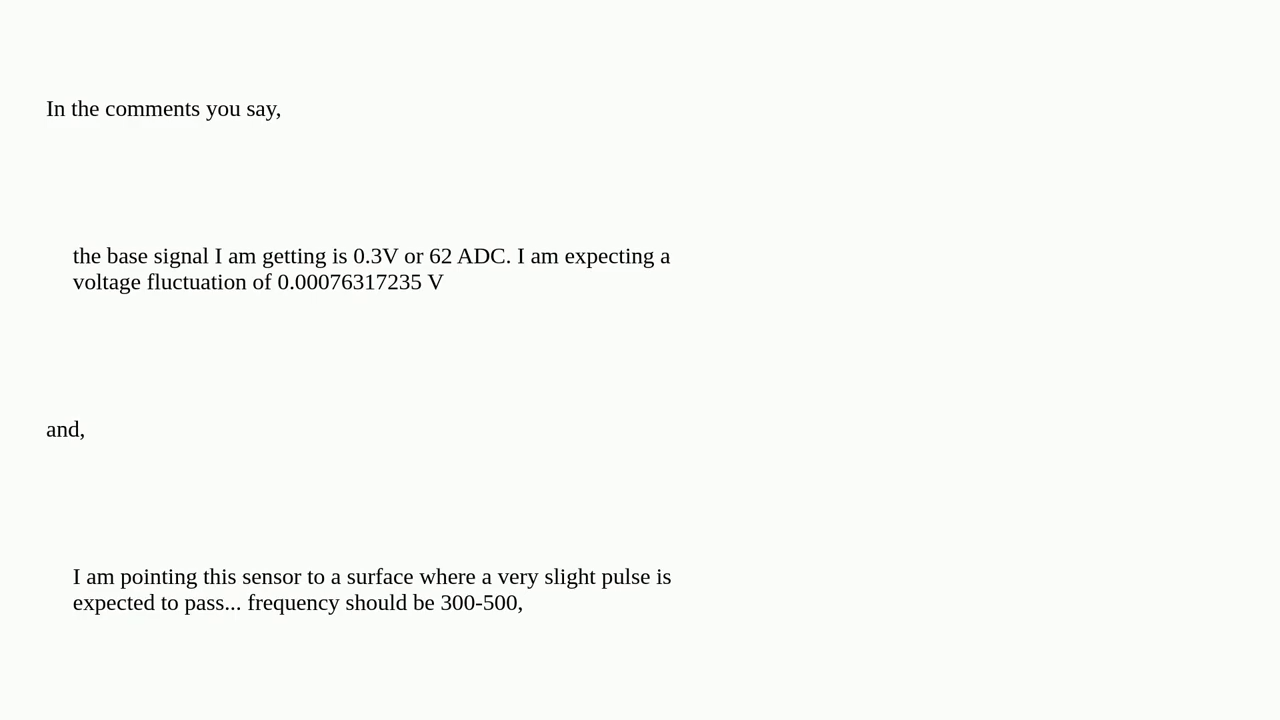 In the comments you say,
the base signal I am getting is 0.3V or 62 ADC. I am expecting a
voltage fluctuation of 0.00076317235 V
and,
I am pointing this sensor to a surface where a very slight pulse is
expected to pass... frequency should be 300-500,